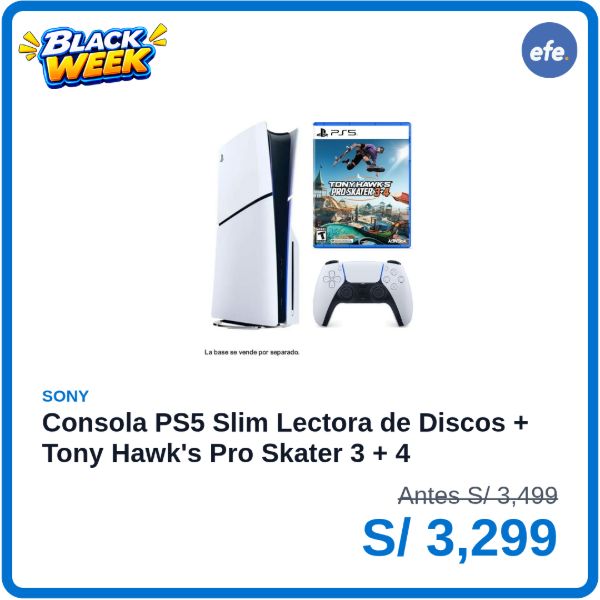 BLACK
WEEK
efe.
PS5
TONY HAWK'S
PRO SKATER 3+4
La base se vende por separado.
SONY
Consola PS5 Slim Lectora de Discos +
Tony Hawk's Pro Skater 3 + 4
Antes S/ 3,499
S/ 3,299